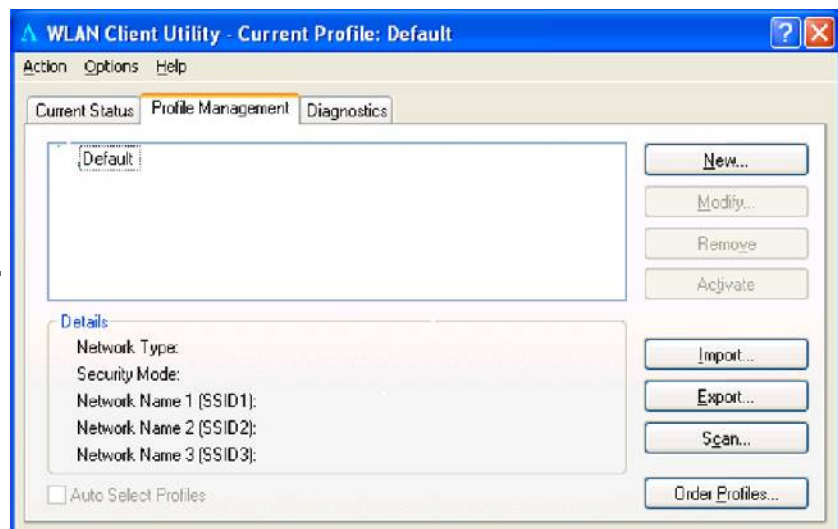 WLAN Client Utility - Current Profile: Default
Action Options Help
Current Status Profile Management Diagnostics
Default
New...
Modify...
Remove
Activate
Details
Network Type:
Security Mode:
Network Name 1 (SSID1):
Network Name 2 (SSID2):
Network Name 3 (SSID3):
Import...
Export...
Scan...
Auto Select Profiles
Order Profiles...